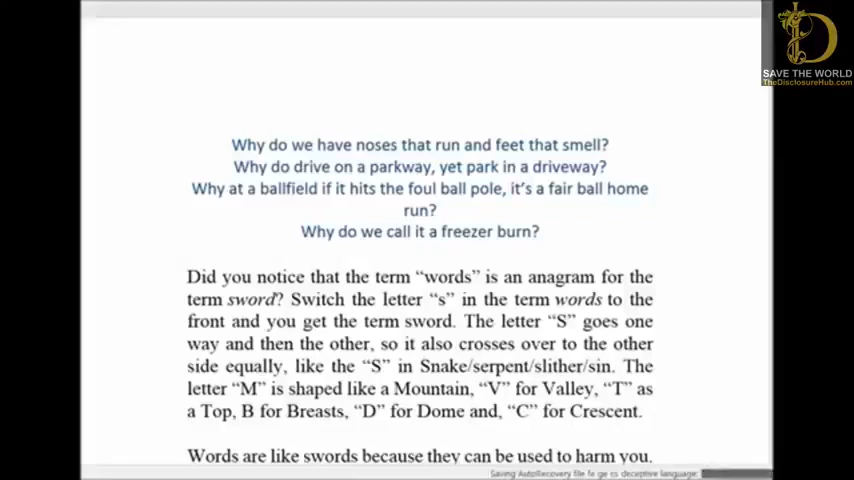 SAVE THE WORLD
TheDisclosureHub.com
Why do we have noses that run and feet that smell?
Why do drive on a parkway, yet park in a driveway?
Why at a ballfield if it hits the foul ball pole, it's a fair ball home
run?
Why do we call it a freezer burn?
Did you notice that the term “words” is an anagram for the
term sword? Switch the letter “s” in the term words to the
front and you get the term sword. The letter “S” goes one
way and then the other, so it also crosses over to the other
side equally, like the “S” in Snake/serpent/slither/sin. The
letter “M” is shaped like a Mountain, “V” for Valley, “T” as
a Top, B for Breasts, “D” for Dome and, “C” for Crescent.
Words are like swords because they can be used to harm you.
Saving AutoRecovery file deceptive language: